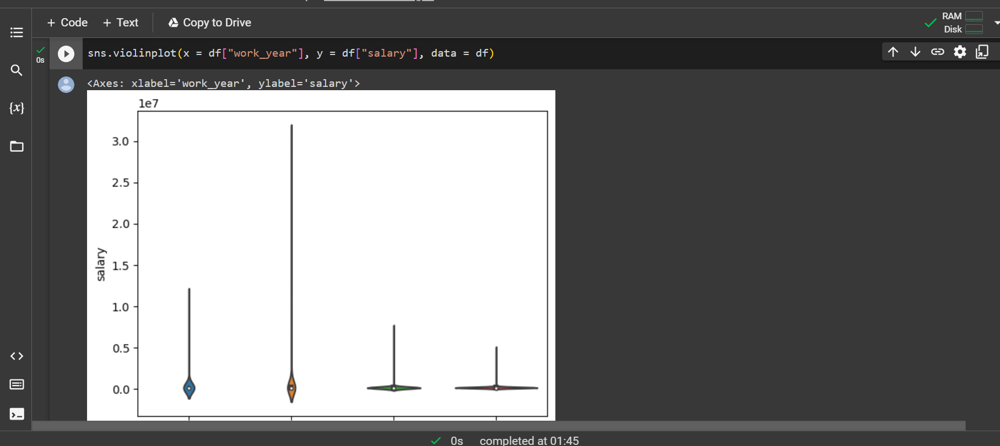 + Code + Text Copy to Drive
RAM
Disk
0s
sns.violinplot(x = df["work_year"], y = df["salary"], data = df)
{x}
<Axes: xlabel='work_year', ylabel='salary'>
1e7
3.0
2.5
2.0
1.5
1.0
0.5
0.0
salary
0s completed at 01:45